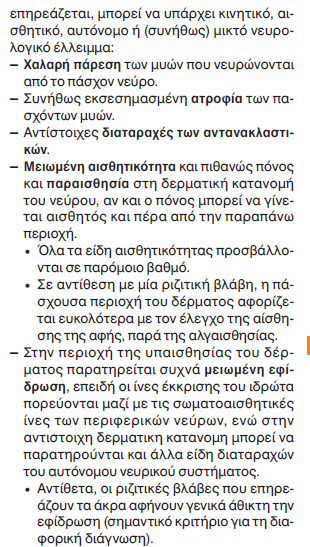 επηρεάζεται, μπορεί να υπάρχει κινητικό, αι-
σθητικό, αυτόνομο ή (συνήθως) μικτό νευρο-
λογικό έλλειμμα:
– Χαλαρή πάρεση των μυών που νευρώνονται
από το πάσχον νεύρο.
– Συνήθως εκσεσημασμένη ατροφία των πα-
σχόντων μυών.
– Αντίστοιχες διαταραχές των αντανακλαστι-
κών.
– Μειωμένη αισθητικότητα και πιθανώς πόνος
και παραισθησία στη δερματική κατανομή
του νεύρου, αν και ο πόνος μπορεί να γίνε-
ται αισθητός και πέρα από την παραπάνω
περιοχή.
• Όλα τα είδη αισθητικότητας προσβάλλο-
νται σε παρόμοιο βαθμό.
• Σε αντίθεση με μία ριζιτική βλάβη, η πά-
σχουσα περιοχή του δέρματος αφορίζε-
ται ευκολότερα με τον έλεγχο της αίσθη-
σης της αφής, παρά της αλγαισθησίας.
– Στην περιοχή της υπαισθησίας του δέρ-
ματος παρατηρείται συχνά μειωμένη εφί-
δρωση, επειδή οι ίνες έκκρισης του ιδρώτα
πορεύονται μαζί με τις σωματοαισθητικές
ίνες των περιφερικών νεύρων, ενώ στην
αντιστοιχη δερματικη κατανομη μπορεί να
παρατηρούνται και άλλα είδη διαταραχών
του αυτόνομου νευρικού συστήματος.
• Αντίθετα, οι ριζιτικές βλάβες που επηρε-
άζουν τα άκρα αφήνουν γενικά άθικτη την
εφίδρωση (σημαντικό κριτήριο για τη δια-
φορική διάγνωση).